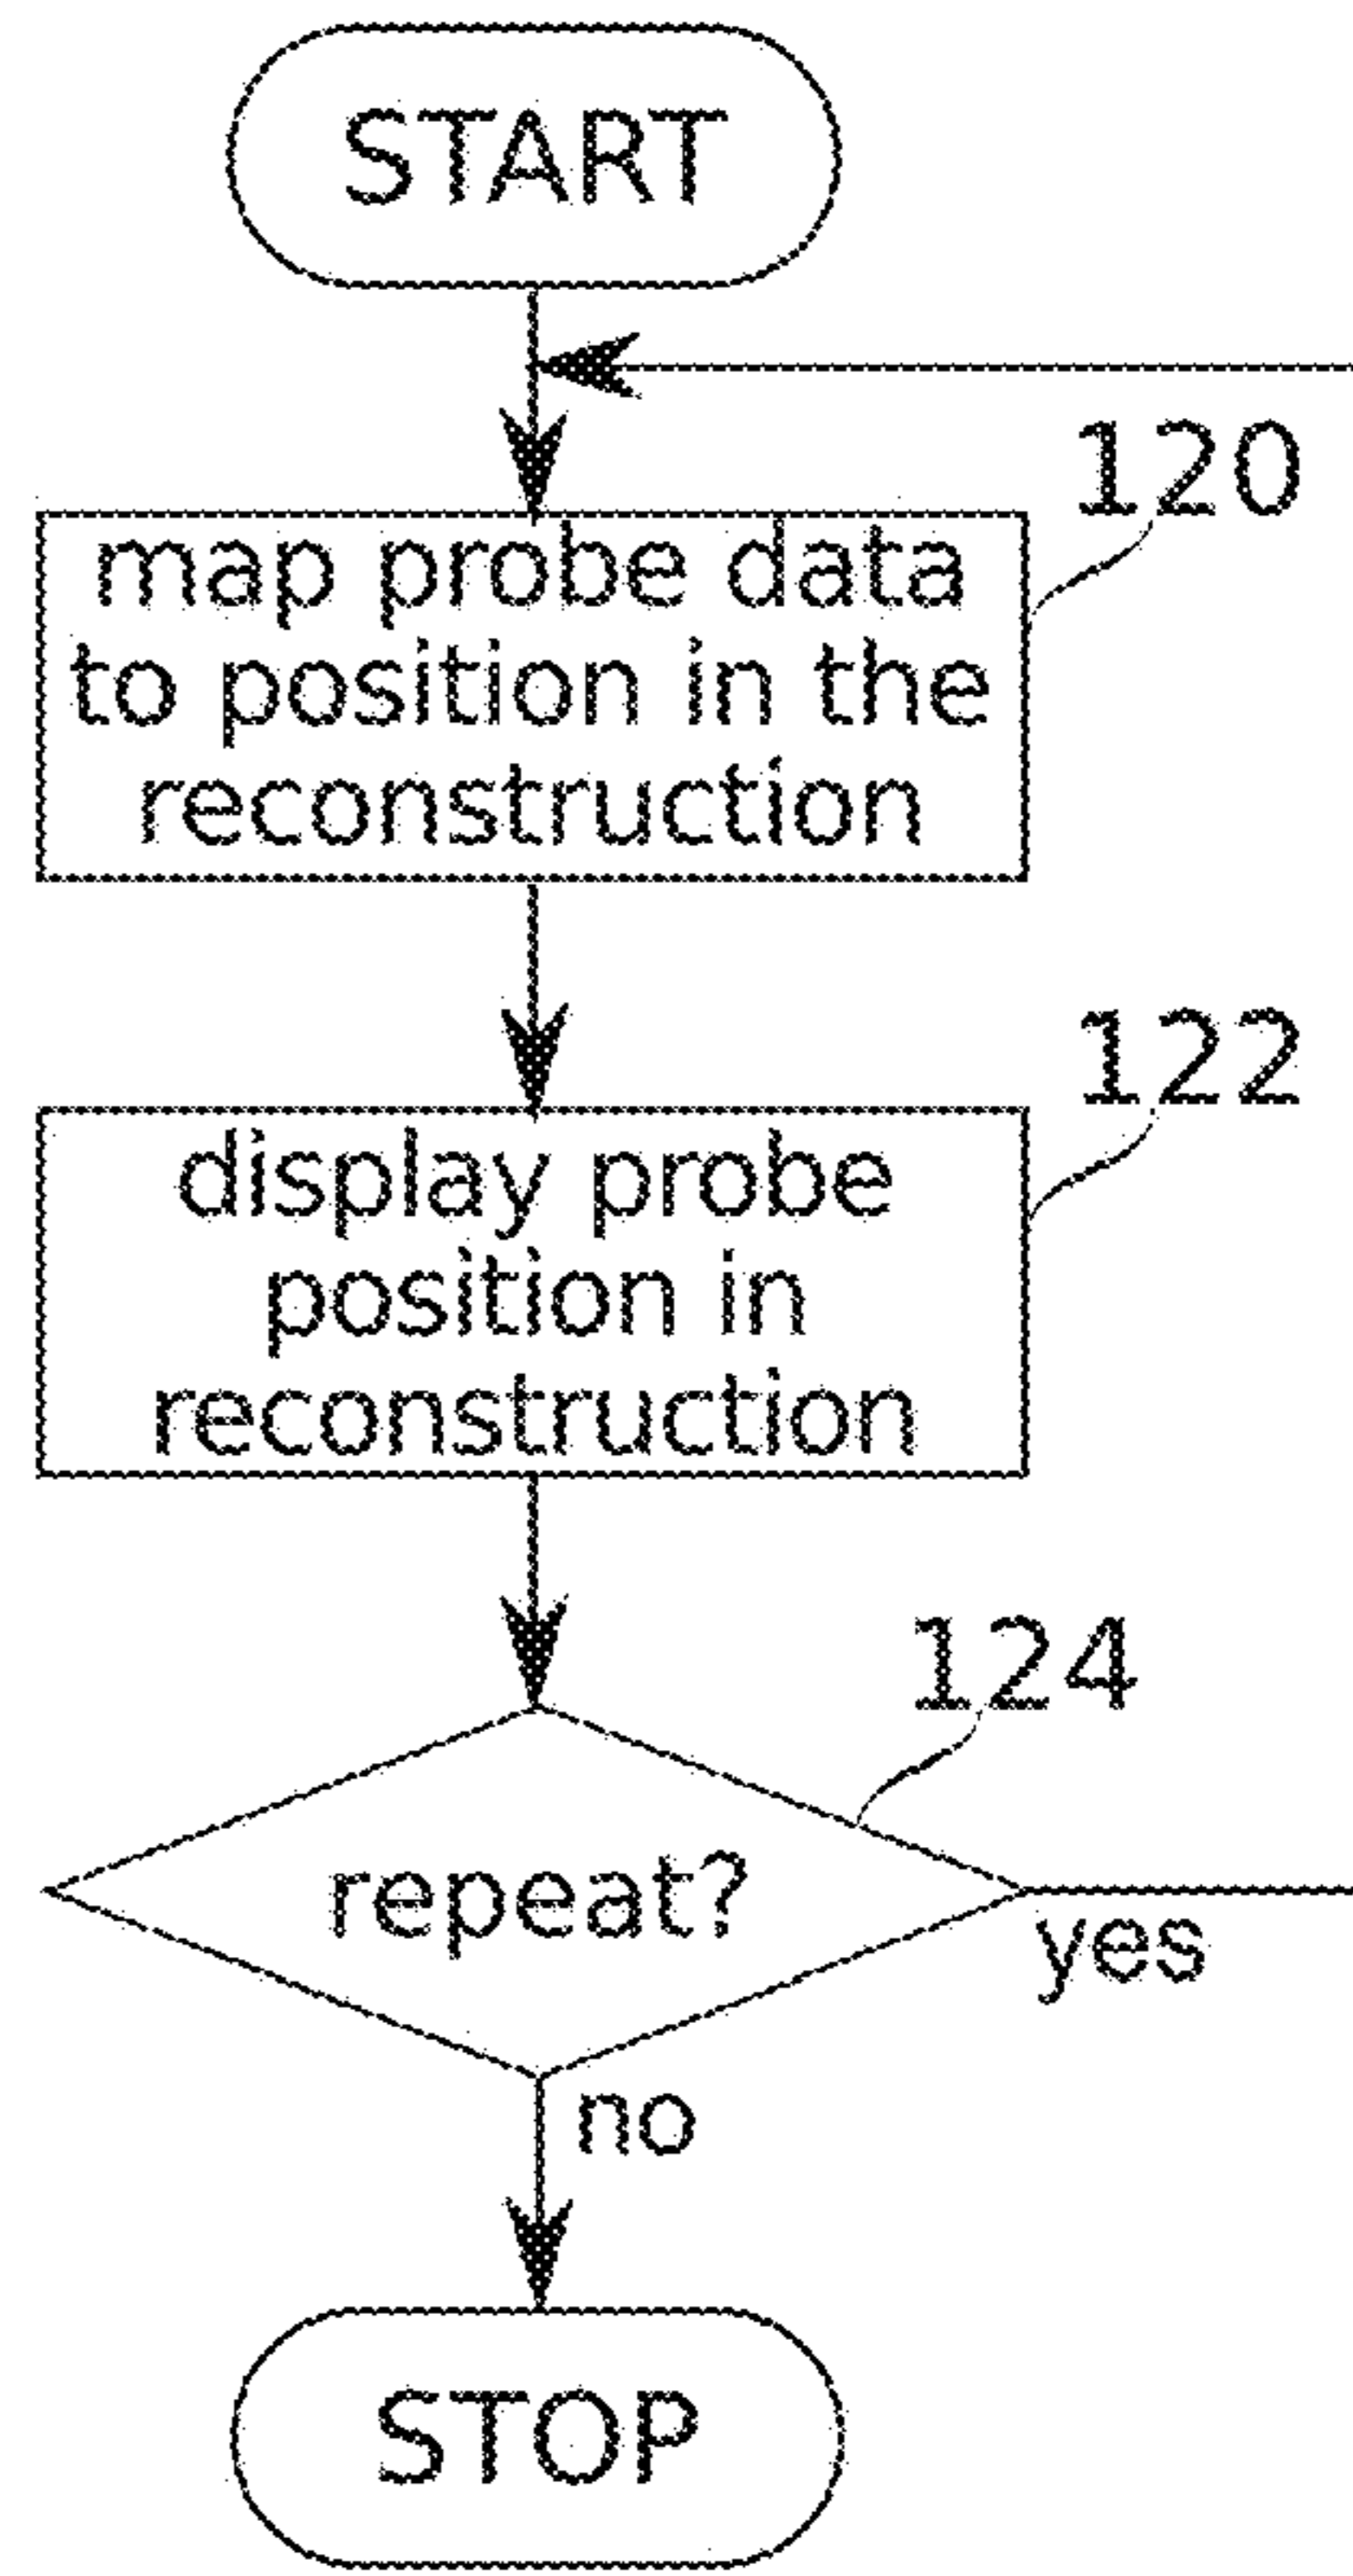 START
120
map probe data
to position in the
reconstruction
122
display probe
position in
reconstruction
124
repeat?
yes
no
STOP